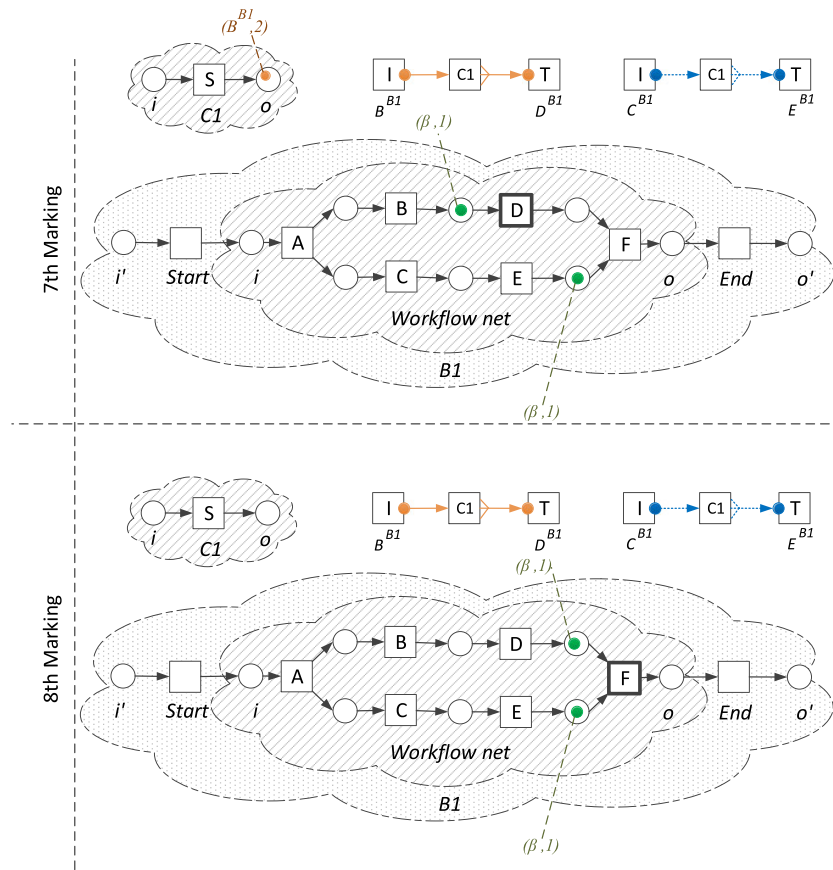 (B^B1, 2)
S
i
C1
o
I
C1
T
B^B1
D^B1
I
C1
T
C^B1
E^B1
(β ,1)
7th Marking
A
B
D
F
C
E
i'
Start
i
o
End
o'
Workflow net
B1
(β ,1)
8th Marking
S
i
C1
o
I
C1
T
B^B1
D^B1
I
C1
T
C^B1
E^B1
(β ,1)
A
B
D
F
C
E
i'
Start
i
o
End
o'
Workflow net
B1
(β ,1)